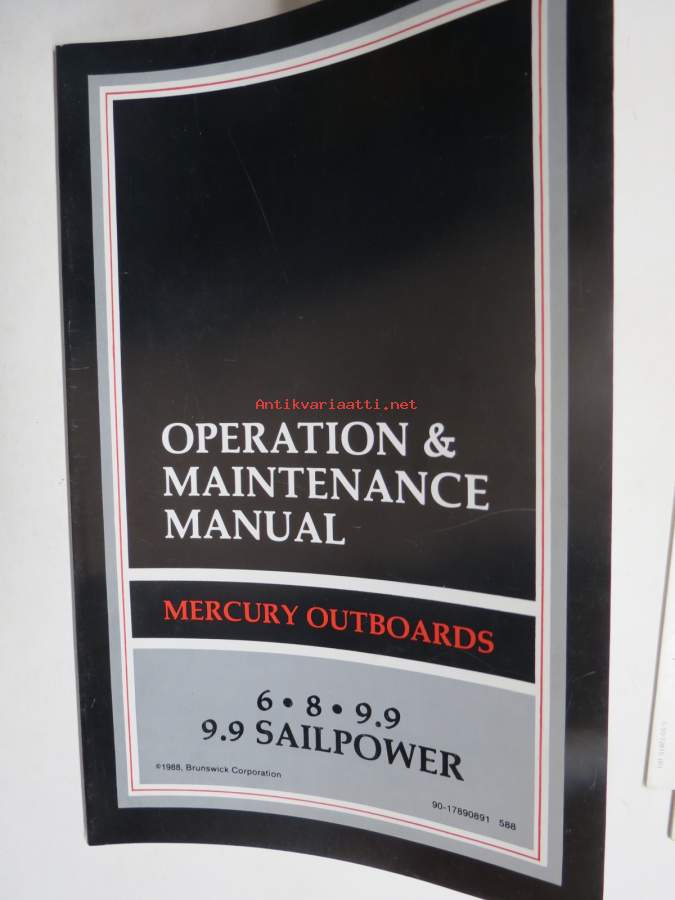 Antikvariaatti.net
OPERATION &
MAINTENANCE
MANUAL
MERCURY OUTBOARDS
6 • 8 • 9.9
9.9 SAILPOWER
©1988, Brunswick Corporation
90-17890891 588